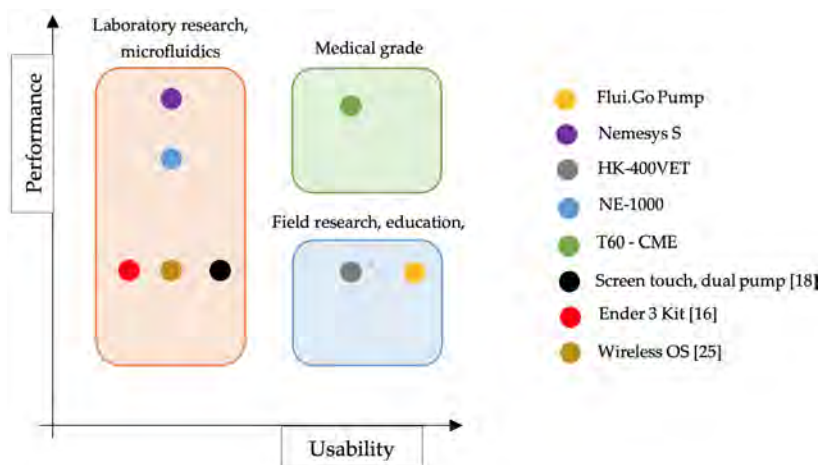 Laboratory research,
microfluidics
Medical grade
Performance
Field research, education,
Usability
Flui.Go Pump
Nemesys S
HK-400VET
NE-1000
T60 - CME
Screen touch, dual pump [18]
Ender 3 Kit [16]
Wireless OS [25]